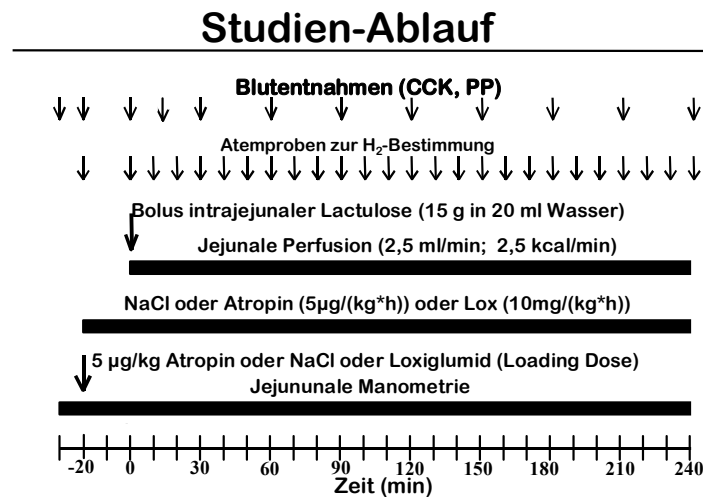 Studien-Ablauf
Blutentnahmen (CCK, PP)
Atemproben zur H₂-Bestimmung
Bolus intrajejunaler Lactulose (15 g in 20 ml Wasser)
Jejunale Perfusion (2,5 ml/min; 2,5 kcal/min)
NaCl oder Atropin (5µg/(kg*h)) oder Lox (10mg/(kg*h))
5 µg/kg Atropin oder NaCl oder Loxiglumid (Loading Dose)
Jejununale Manometrie
-20 0 30 60 90 120 150 180 210 240
Zeit (min)